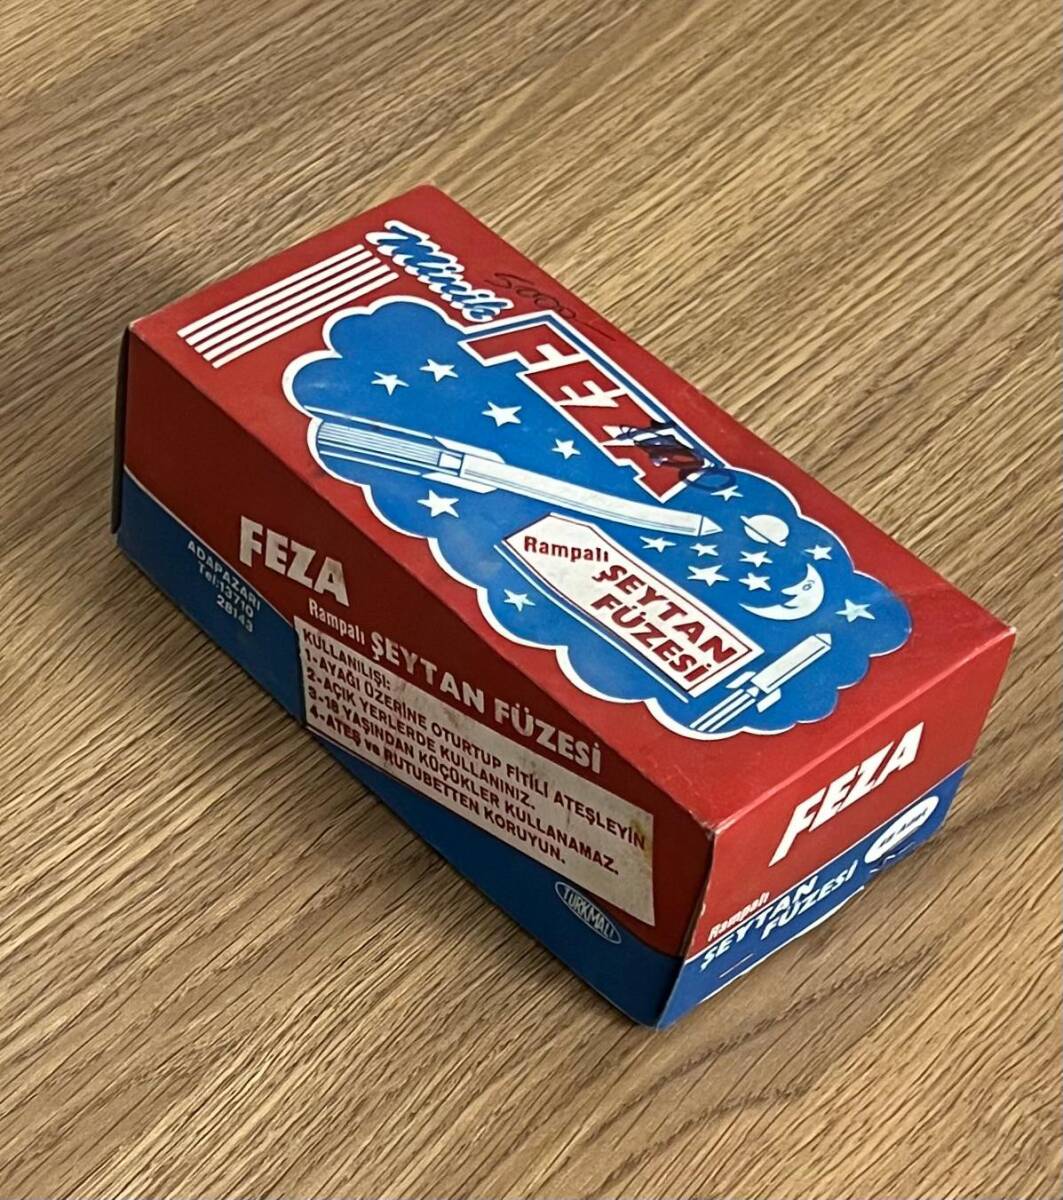 Minik
5000
FEZA
Rampalı
ŞEYTAN
FÜZESİ
FEZA
Rampalı ŞEYTAN FÜZESİ
ADAPAZARI
Tel:13710
28143
KULLANILIŞI:
1-AYAĞI ÜZERİNE OTURTUP FİTİLİ ATEŞLEYİN
2-AÇIK YERLERDE KULLANINIZ.
3-18 YAŞINDAN KÜÇÜKLER KULLANAMAZ.
4-ATEŞ ve RUTUBETTEN KORUYUN.
TÜRKMALI
FEZA
Rampalı
ŞEYTAN
FÜZESİ